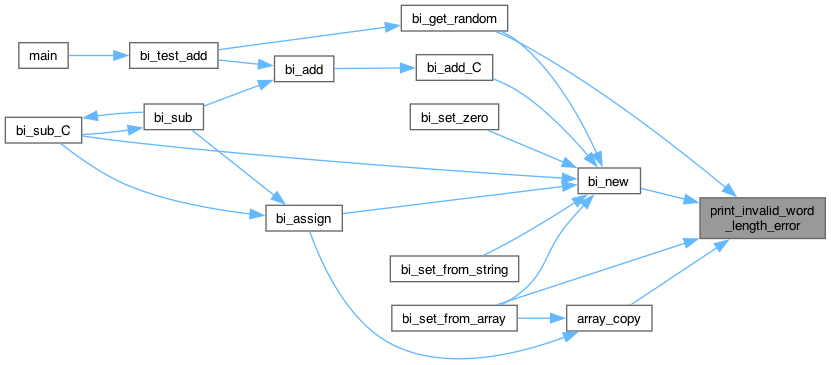 bi_get_random
main
bi_test_add
bi_add
bi_add_C
bi_set_zero
bi_sub_C
bi_sub
bi_new
bi_assign
print_invalid_word
_length_error
bi_set_from_string
bi_set_from_array
array_copy